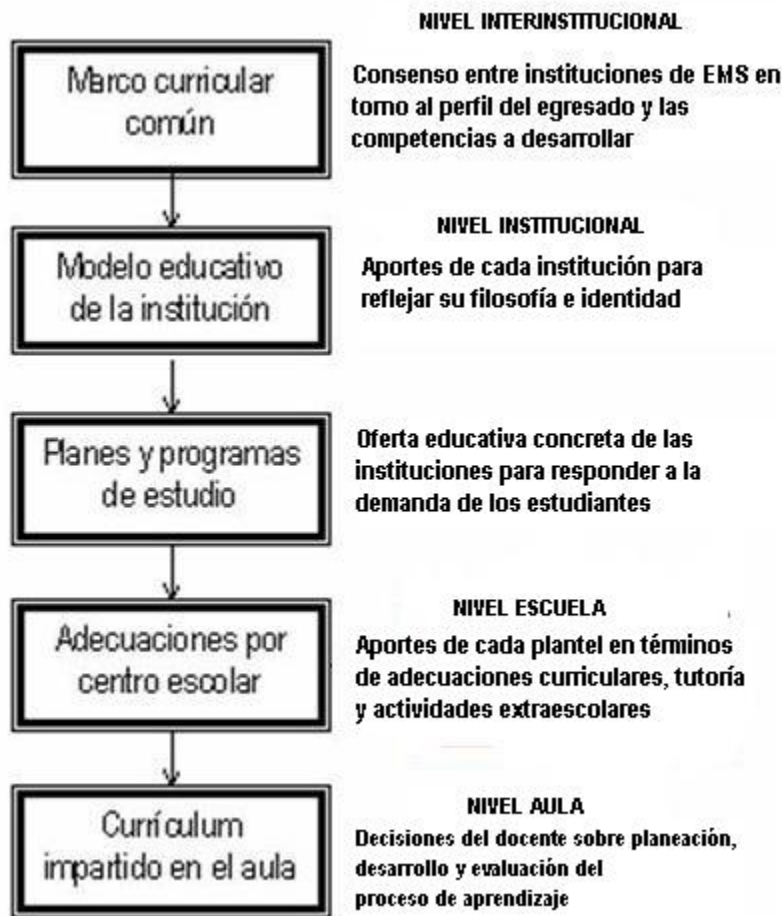 NIVEL INTERINSTITUCIONAL
Marco curricular
común
Consenso entre instituciones de EMS en
torno al perfil del egresado y las
competencias a desarrollar
NIVEL INSTITUCIONAL
Modelo educativo
de la institución
Aportes de cada institución para
reflejar su filosofía e identidad
Planes y programas
de estudio
Oferta educativa concreta de las
instituciones para responder a la
demanda de los estudiantes
NIVEL ESCUELA
Adecuaciones por
centro escolar
Aportes de cada plantel en términos
de adecuaciones curriculares, tutoría
y actividades extraescolares
NIVEL AULA
Currículum
impartido en el aula
Decisiones del docente sobre planeación,
desarrollo y evaluación del
proceso de aprendizaje